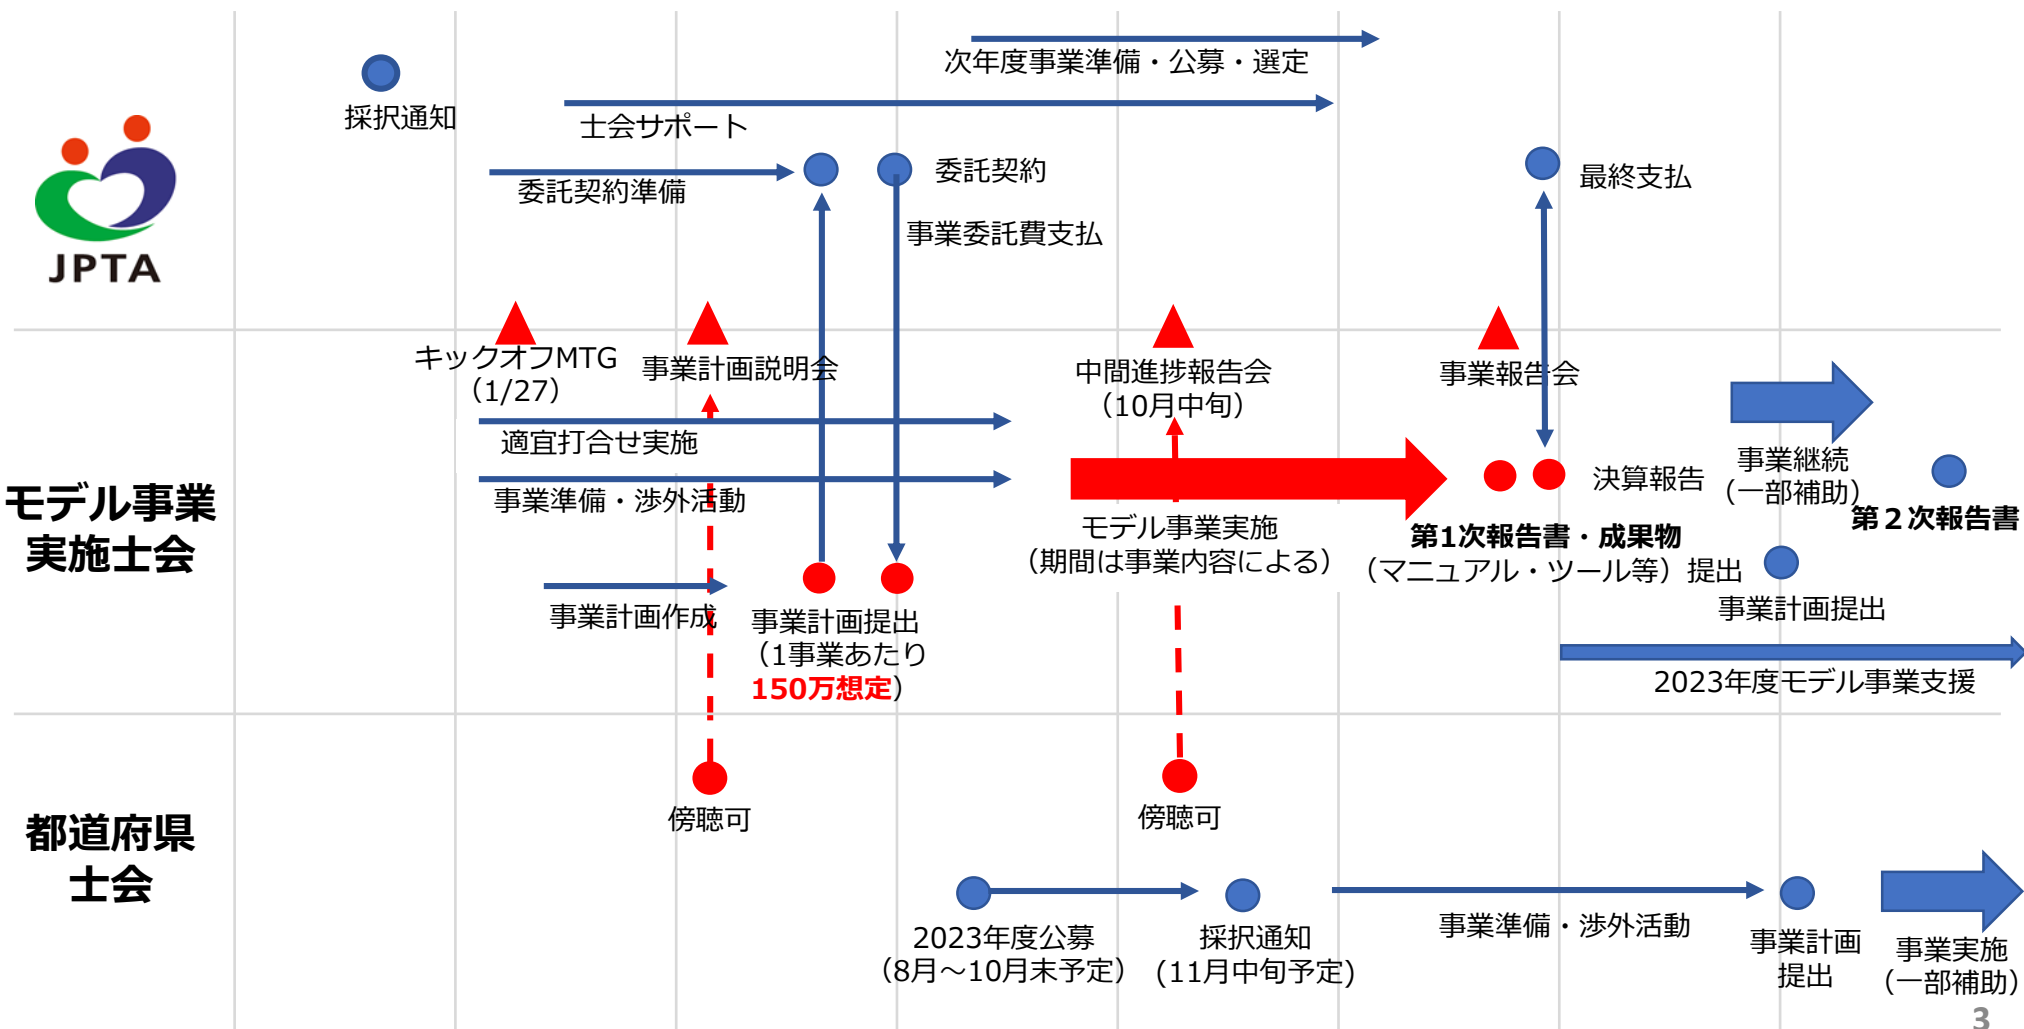 次年度事業準備・公募・選定
採択通知
士会サポート
委託契約準備
委託契約
最終支払
事業委託費支払
JPTA
キックオフMTG
（1/27）
事業計画説明会
中間進捗報告会
（10月中旬）
事業報告会
適宜打合せ実施
事業準備・渉外活動
モデル事業
実施士会
モデル事業実施
（期間は事業内容による）
決算報告
第1次報告書・成果物
（マニュアル・ツール等）提出
事業継続
（一部補助）
第２次報告書
事業計画作成
事業計画提出
（1事業あたり
150万想定）
事業計画提出
2023年度モデル事業支援
都道府県
士会
傍聴可
傍聴可
2023年度公募
（8月～10月末予定）
採択通知
(11月中旬予定)
事業準備・渉外活動
事業計画
提出
事業実施
（一部補助）
3